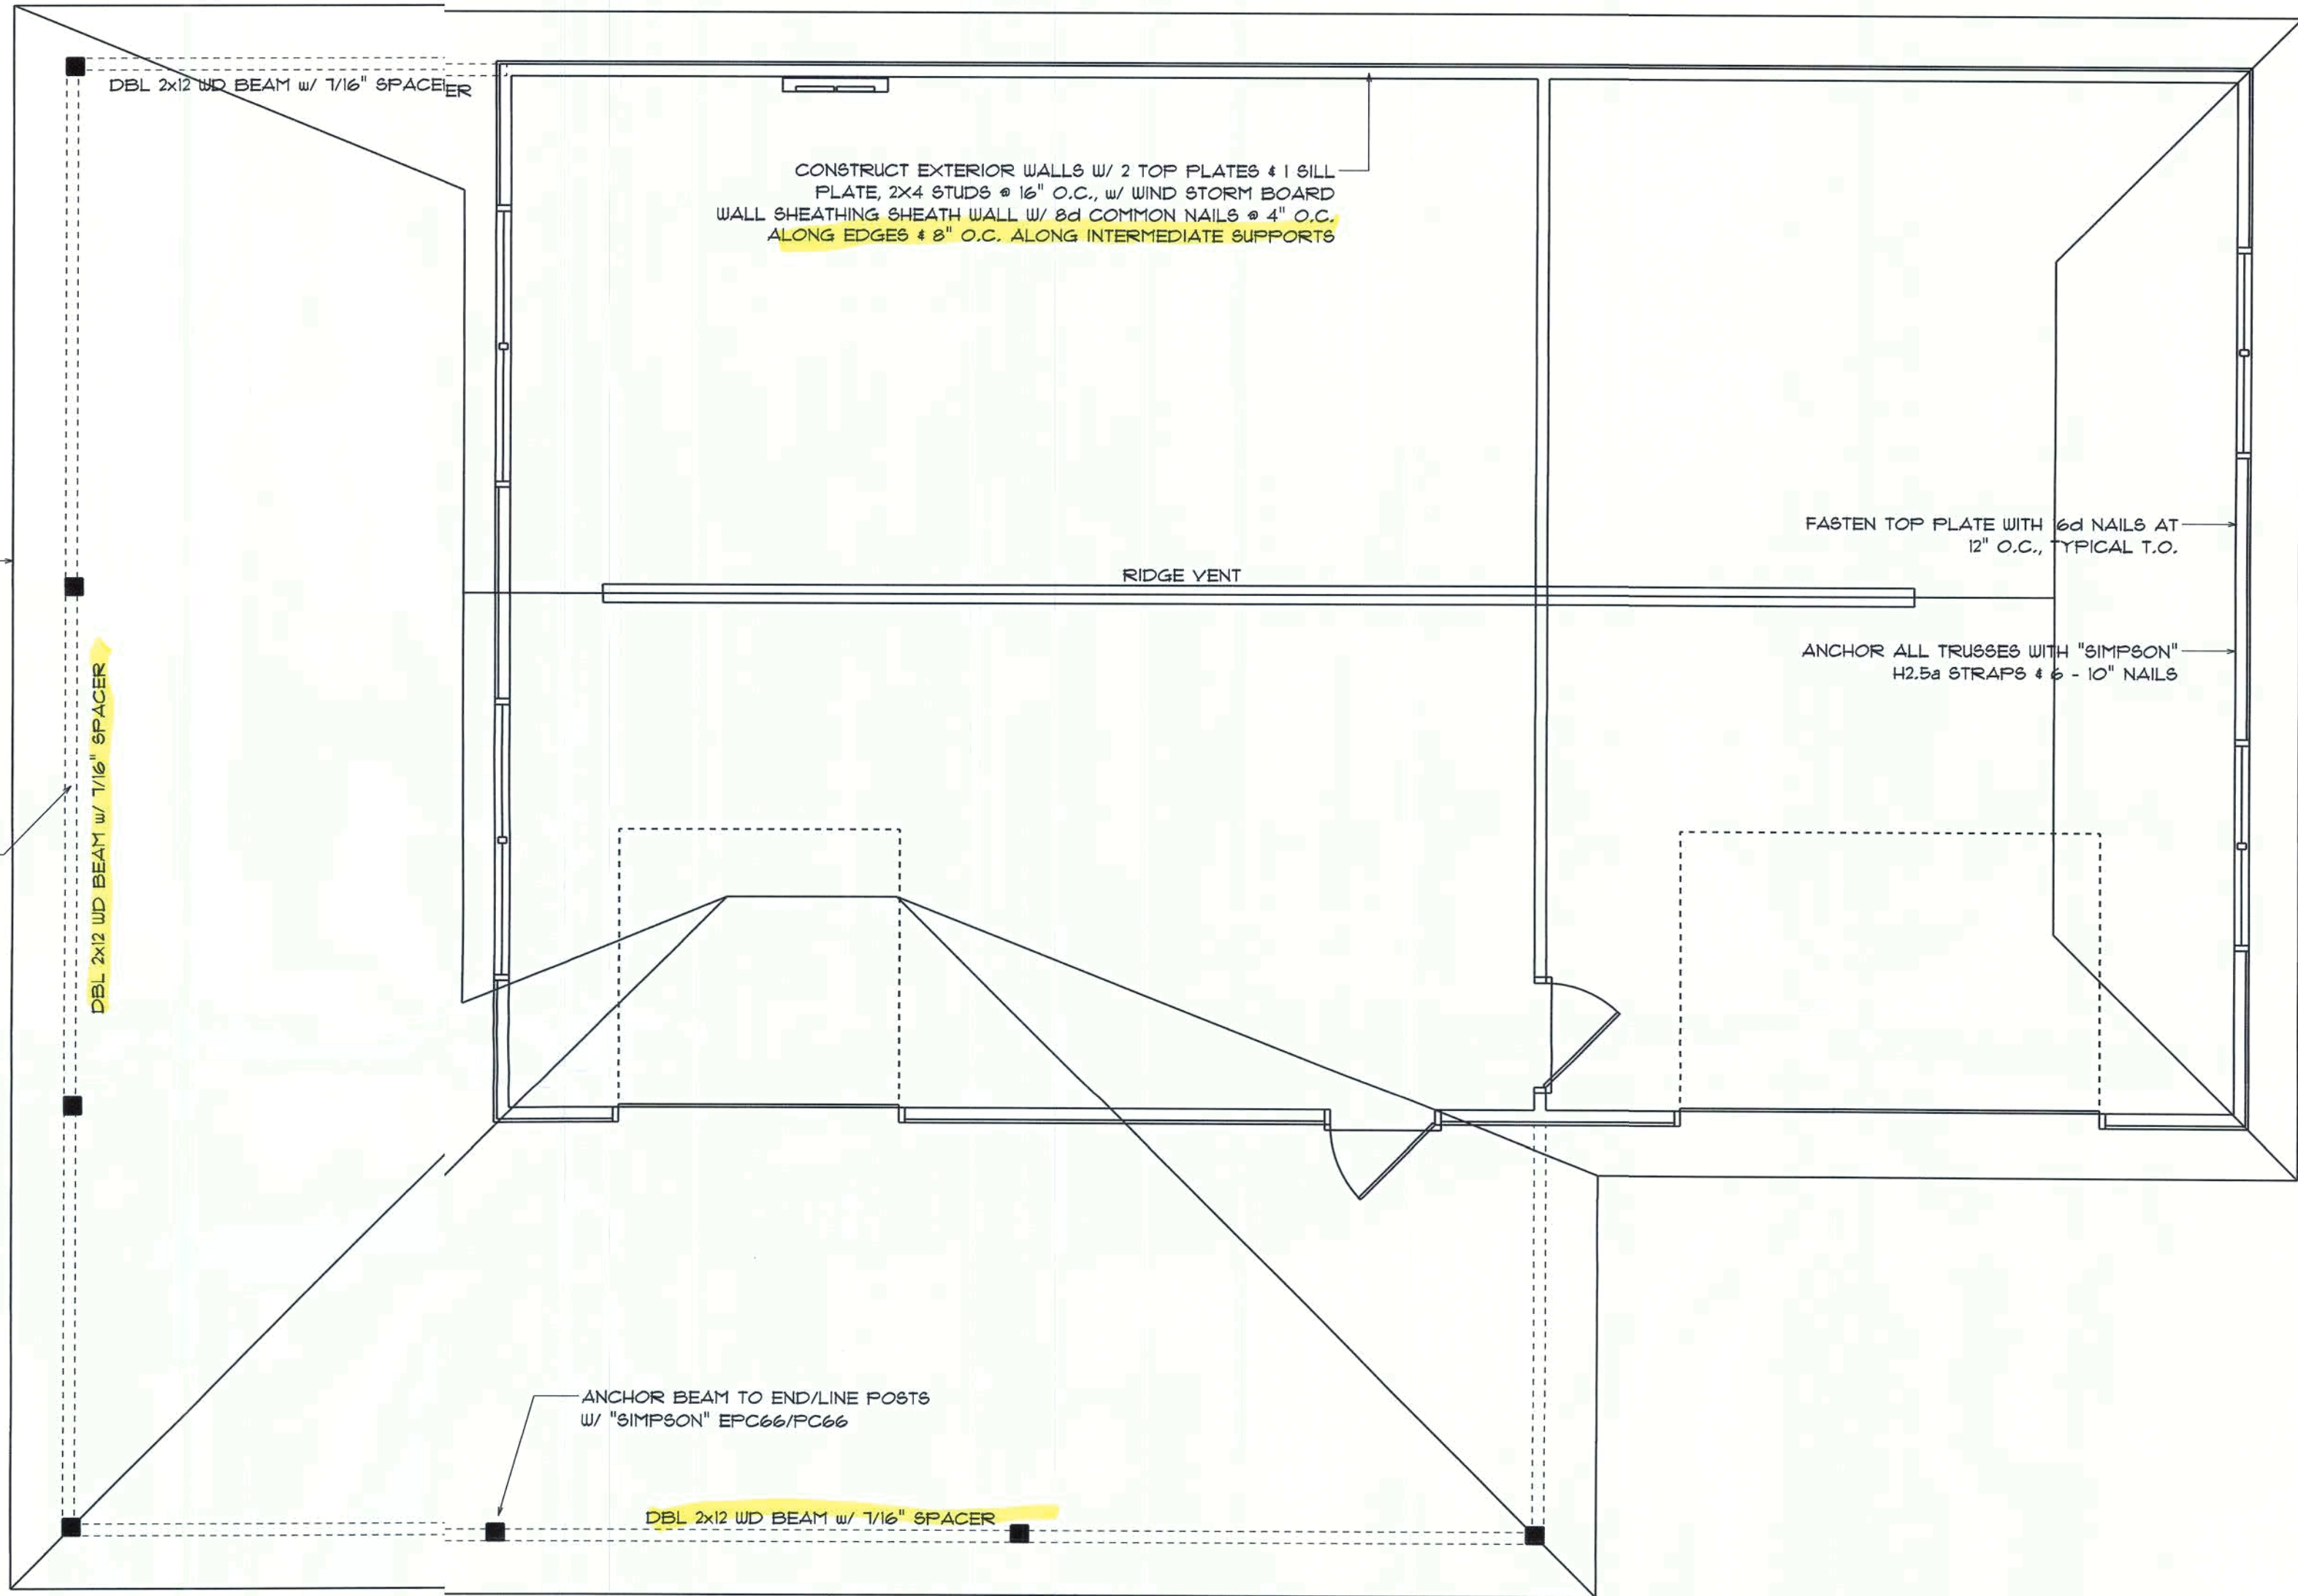 DBL 2x12 WD BEAM w/ 7/16" SPACER
CONSTRUCT EXTERIOR WALLS W/ 2 TOP PLATES & 1 SILL
PLATE, 2X4 STUDS @ 16" O.C., w/ WIND STORM BOARD
WALL SHEATHING SHEATH WALL W/ 8d COMMON NAILS @ 4" O.C.
ALONG EDGES & 8" O.C. ALONG INTERMEDIATE SUPPORTS
FASTEN TOP PLATE WITH 16d NAILS AT
12" O.C., TYPICAL T.O.
RIDGE VENT
ANCHOR ALL TRUSSES WITH "SIMPSON"
H2.5a STRAPS & 6 - 10" NAILS
DBL 2x12 WD BEAM w/ 7/16" SPACER
ANCHOR BEAM TO END/LINE POSTS
W/ "SIMPSON" EPC66/PC66
DBL 2x12 WD BEAM w/ 7/16" SPACER